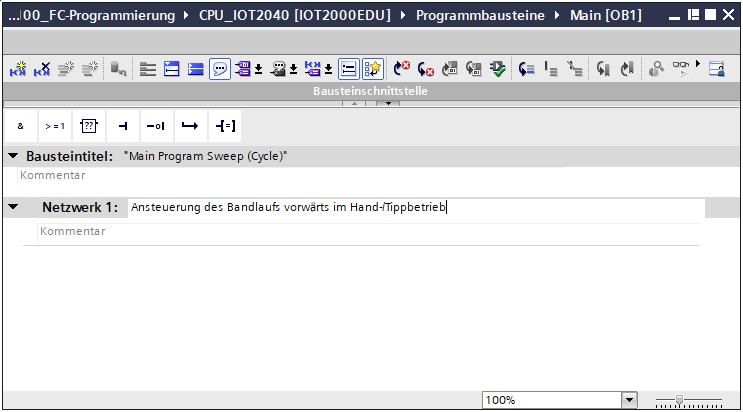 ...J00_FC-Programmierung ▸ CPU_IOT2040 [IOT2000EDU] ▸ Programmbausteine ▸ Main [OB1]
Bausteinschnittstelle
& >=1 ??
Bausteintitel: "Main Program Sweep (Cycle)"
Kommentar
Netzwerk 1: Ansteuerung des Bandlaufs vorwärts im Hand-/Tippbetrieb
Kommentar
100%